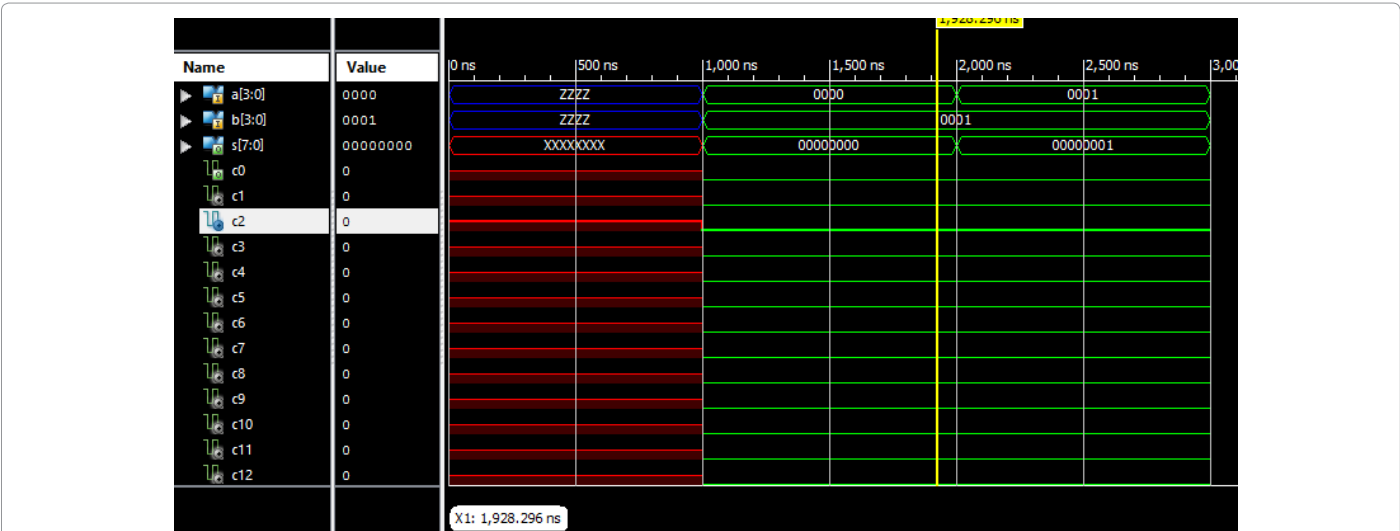 1,928.296 ns
Name Value 0 ns 500 ns 1,000 ns 1,500 ns 2,000 ns 2,500 ns 3,00
a[3:0] 0000 ZZZZ 0000 0001
b[3:0] 0001 ZZZZ 0001
s[7:0] 00000000 XXXXXXXX 00000000 00000001
c0 0
c1 0
c2 0
c3 0
c4 0
c5 0
c6 0
c7 0
c8 0
c9 0
c10 0
c11 0
c12 0
X1: 1,928.296 ns